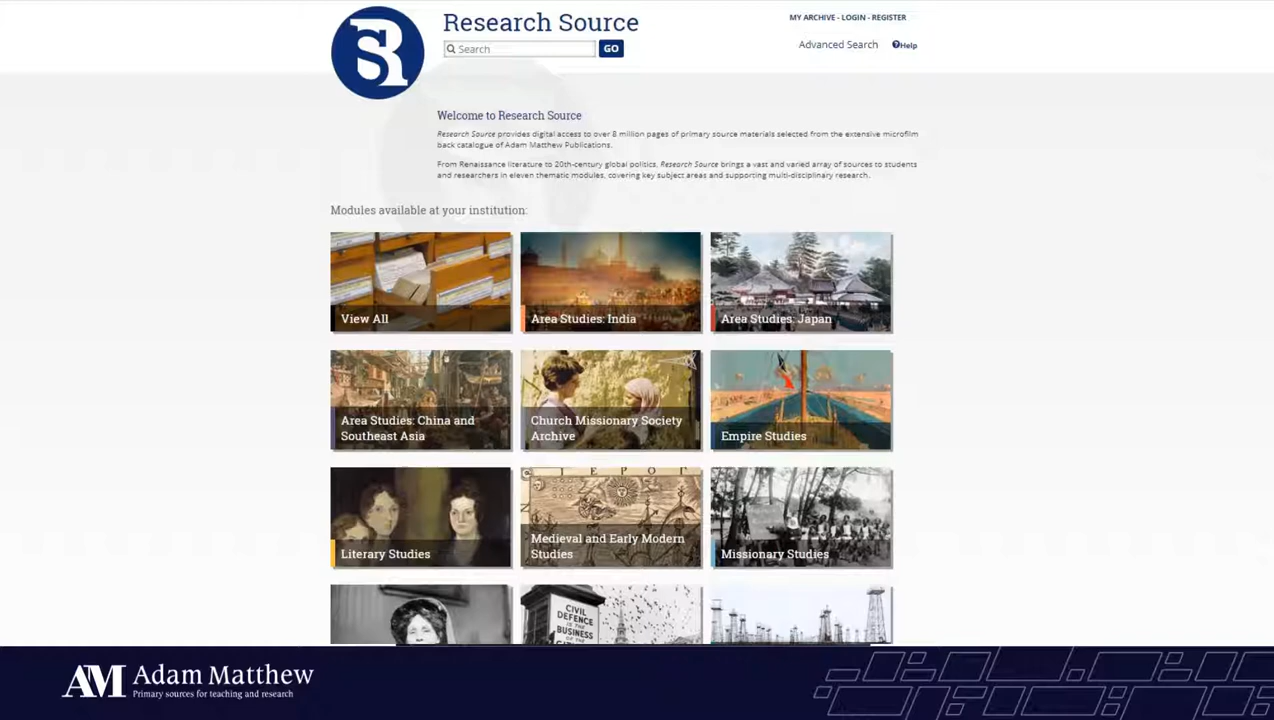 SR
Research Source
MY ARCHIVE - LOGIN - REGISTER
Search
GO
Advanced Search
Help
Welcome to Research Source
Research Source provides digital access to over 8 million pages of primary source materials selected from the extensive microfilm
back catalogue of Adam Matthew Publications.
From Renaissance literature to 20th-century global politics, Research Source brings a vast and varied array of sources to students
and researchers in eleven thematic modules, covering key subject areas and supporting multi-disciplinary research.
Modules available at your institution:
View All
Area Studies: India
Area Studies: Japan
Area Studies: China and
Southeast Asia
Church Missionary Society
Archive
Empire Studies
Literary Studies
Medieval and Early Modern
Studies
Missionary Studies
CIVIL
DEFENCE
IS THE
BUSINESS
AM Adam Matthew
Primary sources for teaching and research